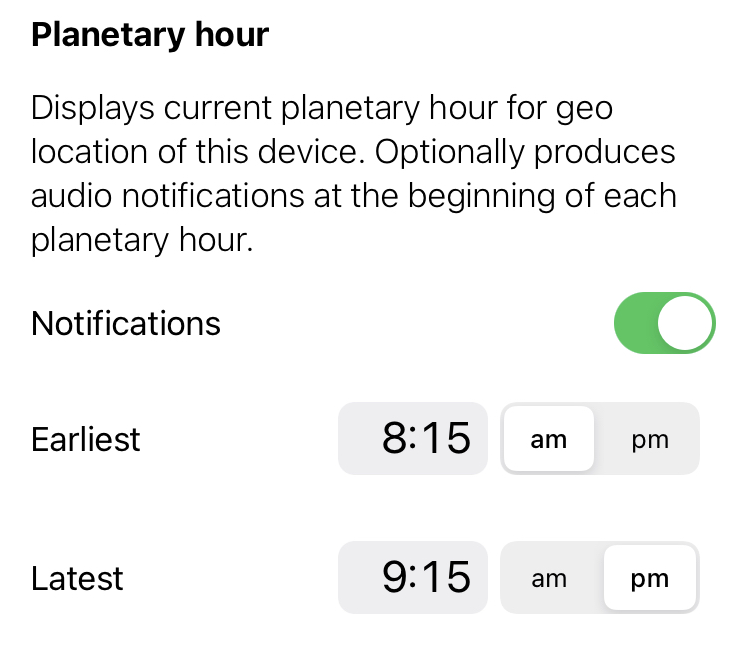 Planetary hour
Displays current planetary hour for geo
location of this device. Optionally produces
audio notifications at the beginning of each
planetary hour.
Notifications
Earliest 8:15 am pm
Latest 9:15 am pm